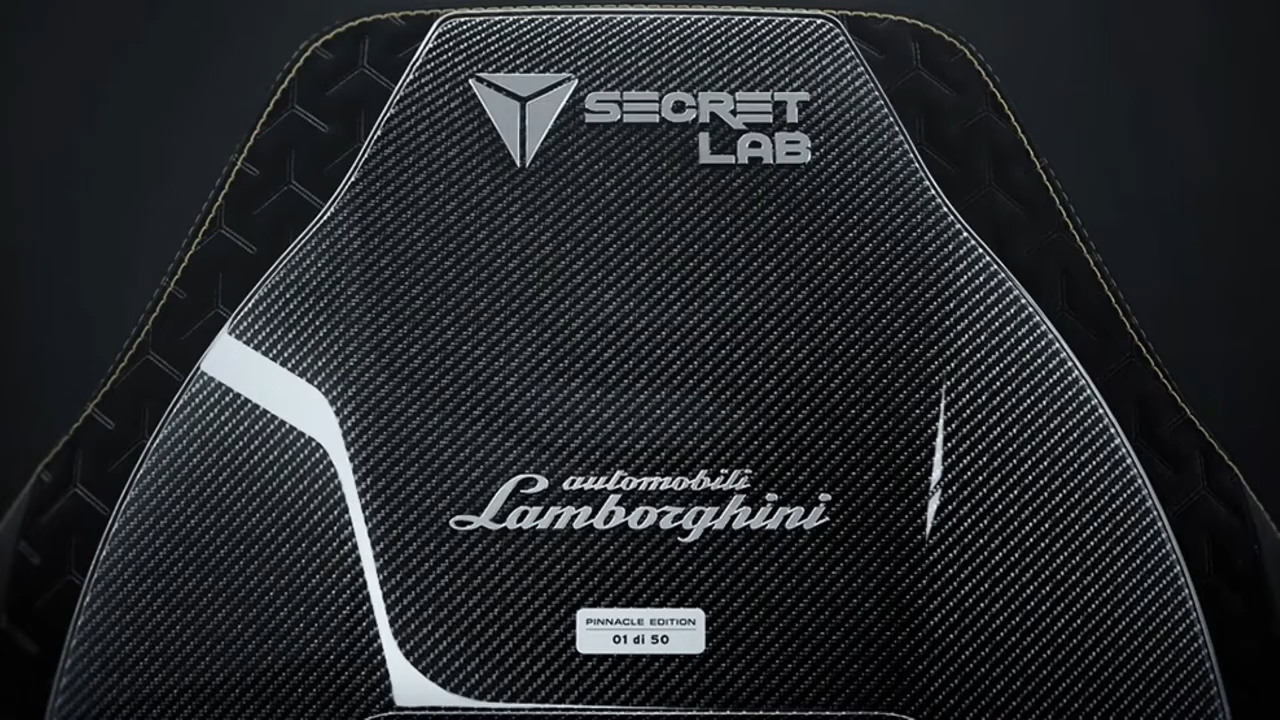 SECRET
LAB
automobili
Lamborghini
PINNACLE EDITION
01 di 50